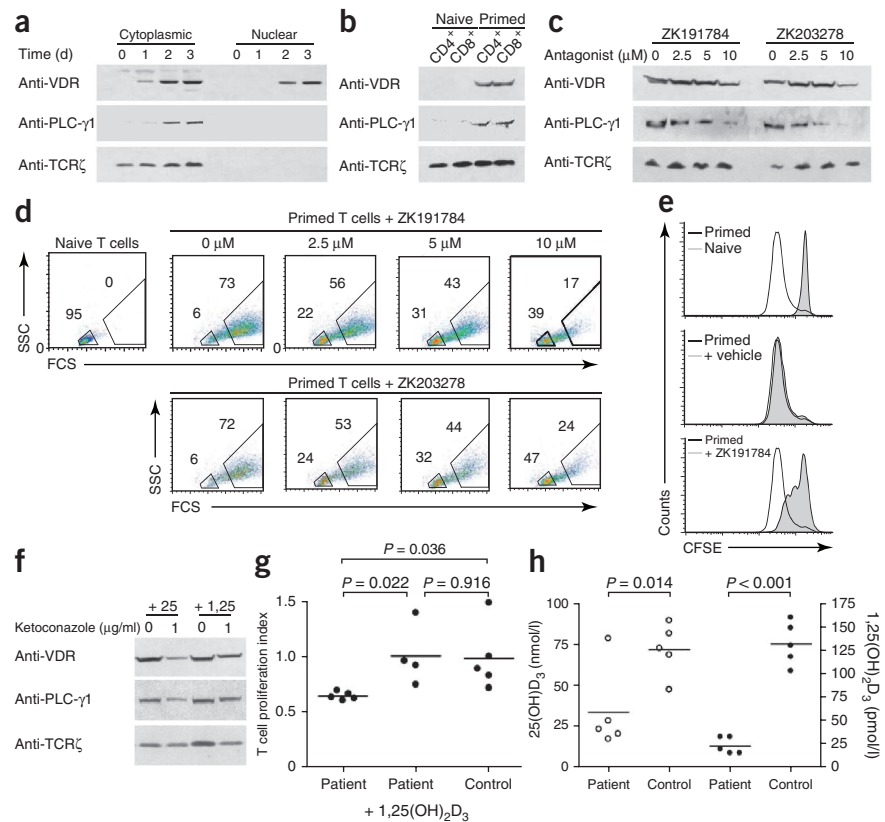 a
Cytoplasmic Nuclear
Time (d) 0 1 2 3 0 1 2 3
Anti-VDR
Anti-PLC-γ1
Anti-TCRζ
b
Naive Primed
CD4+ CD8+ CD4+ CD8+
Anti-VDR
Anti-PLC-γ1
Anti-TCRζ
c
ZK191784 ZK203278
Antagonist (μM) 0 2.5 5 10 0 2.5 5 10
Anti-VDR
Anti-PLC-γ1
Anti-TCRζ
d
Primed T cells + ZK191784
Naive T cells 0 μM 2.5 μM 5 μM 10 μM
0 73 56 43 17
95 6 22 31 39
SSC
0 0
FCS
Primed T cells + ZK203278
72 53 44 24
6 24 32 47
SSC
FCS
e
Primed
Naive
Primed
+ vehicle
Primed
+ ZK191784
Counts
CFSE
f
+ 25 + 1,25
Ketoconazole (μg/ml) 0 1 0 1
Anti-VDR
Anti-PLC-γ1
Anti-TCRζ
g
P = 0.036
P = 0.022 P = 0.916
T cell proliferation index
1.5
1.0
0.5
0
Patient Patient Control
+ 1,25(OH)2D3
h
P = 0.014 P < 0.001
25(OH)D3 (nmol/l)
100
75
50
25
0
175
150
125
100
75
50
25
0
1,25(OH)2D3 (pmol/l)
Patient Control Patient Control